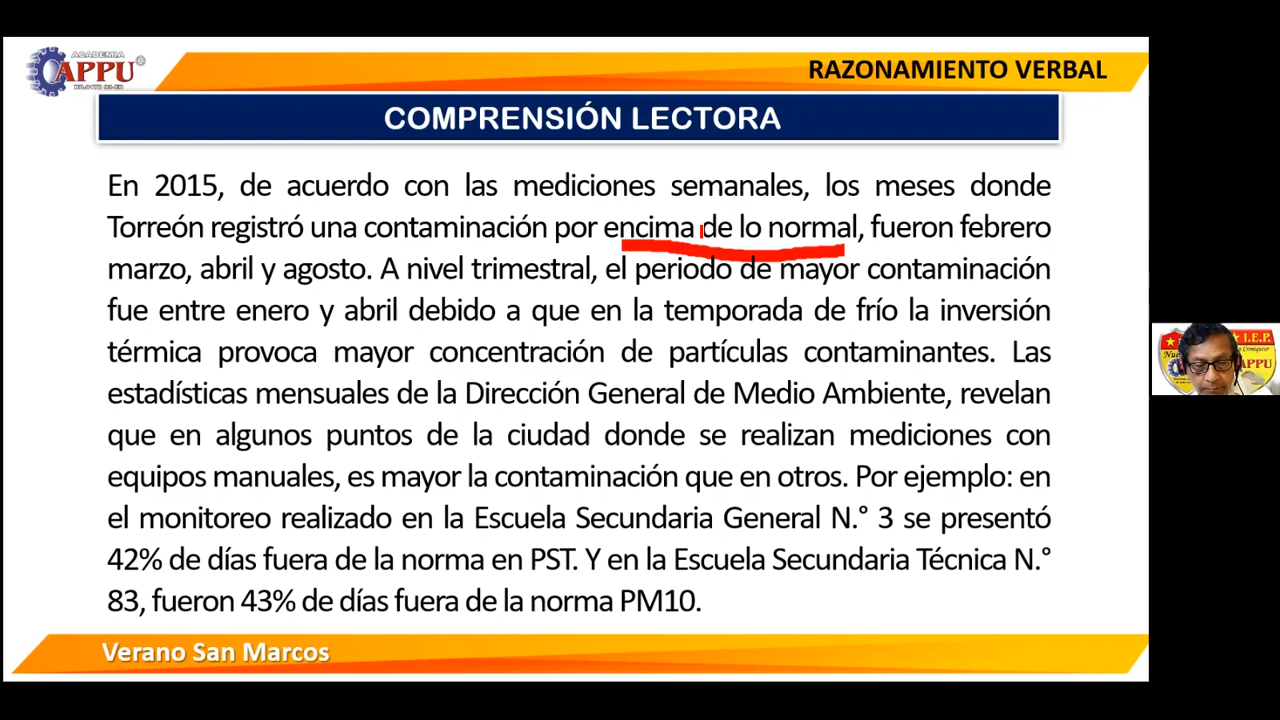 ACADEMIA
APPU
RAZONAMIENTO VERBAL
COMPRENSIÓN LECTORA
En 2015, de acuerdo con las mediciones semanales, los meses donde
Torreón registró una contaminación por encima de lo normal, fueron febrero
marzo, abril y agosto. A nivel trimestral, el periodo de mayor contaminación
fue entre enero y abril debido a que en la temporada de frío la inversión
térmica provoca mayor concentración de partículas contaminantes. Las
estadísticas mensuales de la Dirección General de Medio Ambiente, revelan
que en algunos puntos de la ciudad donde se realizan mediciones con
equipos manuales, es mayor la contaminación que en otros. Por ejemplo: en
el monitoreo realizado en la Escuela Secundaria General N.° 3 se presentó
42% de días fuera de la norma en PST. Y en la Escuela Secundaria Técnica N.°
83, fueron 43% de días fuera de la norma PM10.
Verano San Marcos
I.E.P.